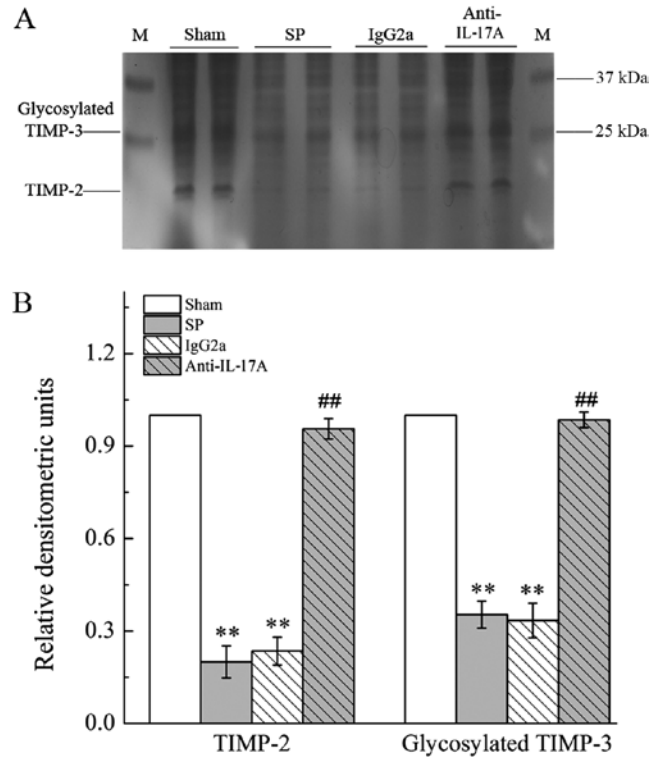 A
M Sham SP IgG2a Anti-
IL-17A M
37 kDa
Glycosylated
TIMP-3 25 kDa
TIMP-2
B
Sham
SP
IgG2a
Anti-IL-17A
Relative densitometric units
1.2
0.9
0.6
0.3
0.0
** ** ##
** ** ##
TIMP-2 Glycosylated TIMP-3